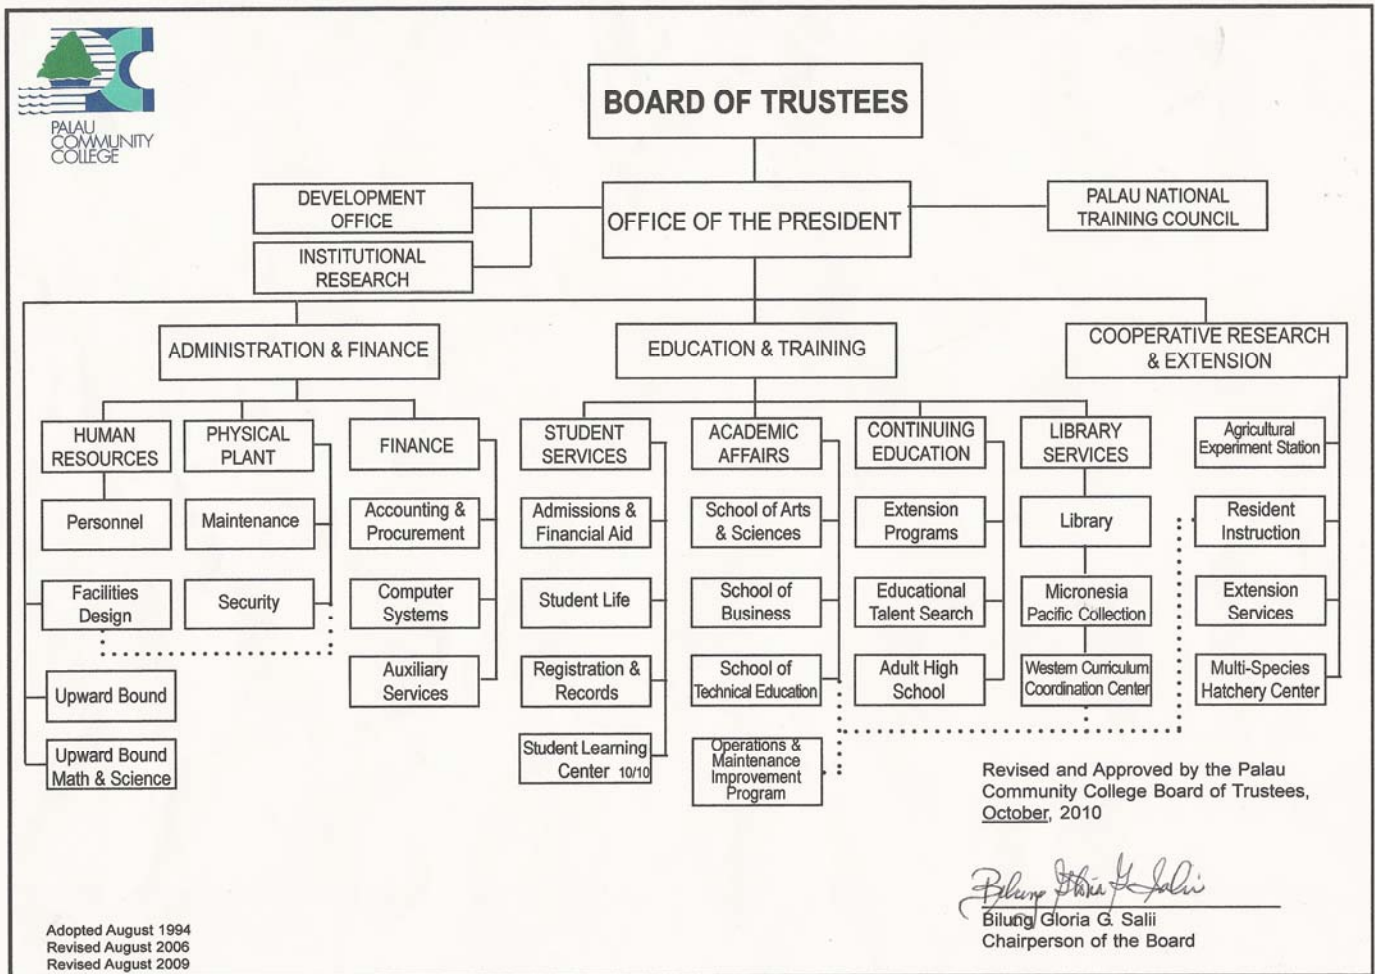 PALAU
COMMUNITY
COLLEGE
BOARD OF TRUSTEES
DEVELOPMENT
OFFICE
INSTITUTIONAL
RESEARCH
OFFICE OF THE PRESIDENT
PALAU NATIONAL
TRAINING COUNCIL
ADMINISTRATION & FINANCE
EDUCATION & TRAINING
COOPERATIVE RESEARCH
& EXTENSION
HUMAN
RESOURCES
PHYSICAL
PLANT
FINANCE
STUDENT
SERVICES
ACADEMIC
AFFAIRS
CONTINUING
EDUCATION
LIBRARY
SERVICES
Agricultural
Experiment Station
Personnel
Maintenance
Accounting &
Procurement
Admissions &
Financial Aid
School of Arts
& Sciences
Extension
Programs
Library
Resident
Instruction
Facilities
Design
Security
Computer
Systems
Student Life
School of
Business
Educational
Talent Search
Micronesia
Pacific Collection
Extension
Services
Upward Bound
Auxiliary
Services
Registration &
Records
School of
Technical Education
Adult High
School
Western Curriculum
Coordination Center
Multi-Species
Hatchery Center
Upward Bound
Math & Science
Student Learning
Center 10/10
Operations &
Maintenance
Improvement
Program
Revised and Approved by the Palau
Community College Board of Trustees,
October, 2010
Bilung Gloria G. Salii
Bilung Gloria G. Salii
Chairperson of the Board
Adopted August 1994
Revised August 2006
Revised August 2009